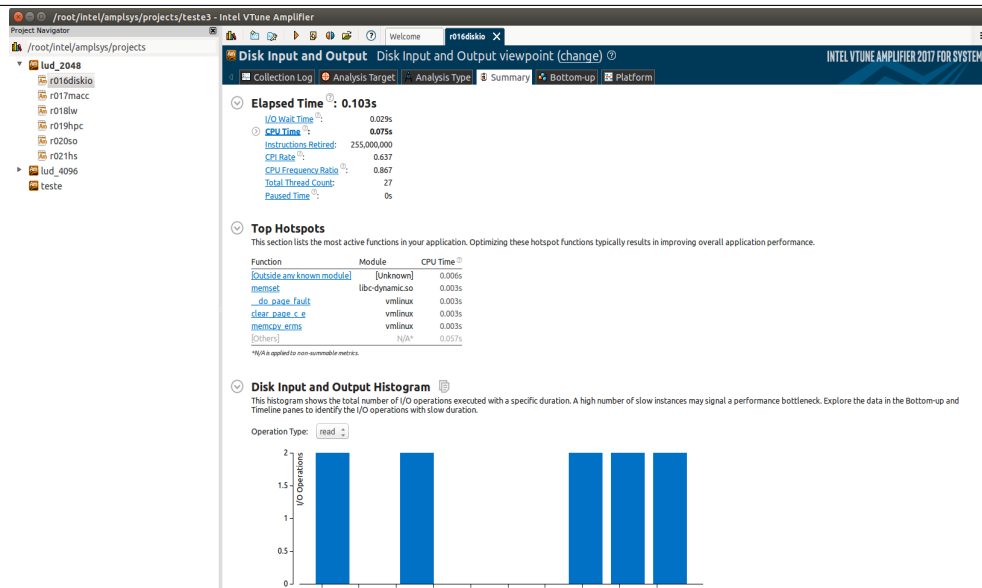 /root/intel/amplsys/projects/teste3 - Intel VTune Amplifier
Project Navigator
/root/intel/amplsys/projects
lud_2048
r016diskio
r017macc
r018lw
r019hpc
r020so
r021hs
lud_4096
teste
Welcome
r016diskio X
Disk Input and Output Disk Input and Output viewpoint (change) ?
INTEL VTUNE AMPLIFIER 2017 FOR SYSTEM
Collection Log Analysis Target Analysis Type Summary Bottom-up Platform
Elapsed Time ?: 0.103s
I/O Wait Time ?: 0.029s
CPU Time ?: 0.075s
Instructions Retired: 255,000,000
CPI Rate ?: 0.637
CPU Frequency Ratio ?: 0.867
Total Thread Count: 27
Paused Time ?: 0s
Top Hotspots
This section lists the most active functions in your application. Optimizing these hotspot functions typically results in improving overall application performance.
Function Module CPU Time ?
[Outside any known module] [Unknown] 0.006s
memset libc-dynamic.so 0.003s
__do_page_fault vmlinux 0.003s
clear_page_c_e vmlinux 0.003s
memcpy_erms vmlinux 0.003s
[Others] N/A* 0.057s
*N/A is applied to non-summable metrics.
Disk Input and Output Histogram
This histogram shows the total number of I/O operations executed with a specific duration. A high number of slow instances may signal a performance bottleneck. Explore the data in the Bottom-up and
Timeline panes to identify the I/O operations with slow duration.
Operation Type: read
I/O Operations
2
1.5
1
0.5
0